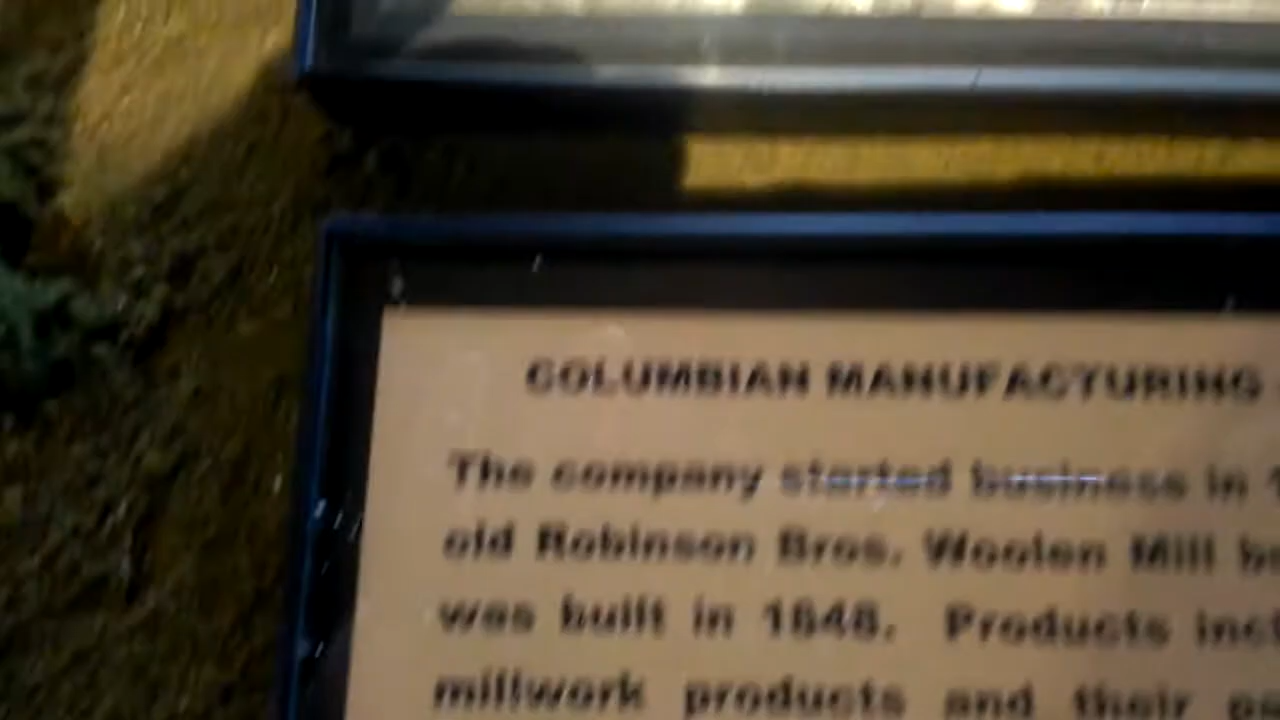 COLUMBIAN MANUFACTURING
The company started business in
old Robinson Bros. Woolen Mill
was built in 1848. Products
millwork products and their